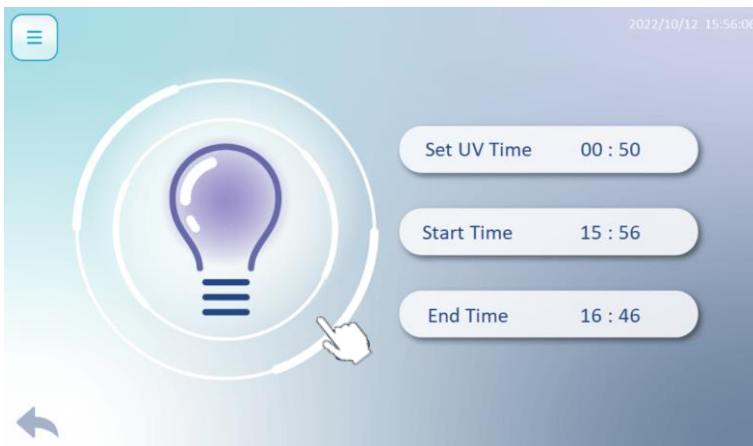 2022/10/12 15:56:06
Set UV Time 00 : 50
Start Time 15 : 56
End Time 16 : 46